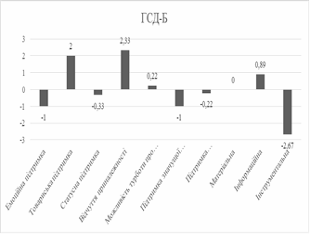 ГСД-Б
3
2
1
0
-1
-2
-3
-1
2
-0,33
2,33
0,22
-1
-0,22
0
0,89
-2,67
Емоційна підтримка
Товариська підтримка
Статусна підтримка
Відчуття приналежності
Можливість турботи про…
Підтримка значущої…
Підтримка…
Матеріальна
Інформаційна
Інструментальна